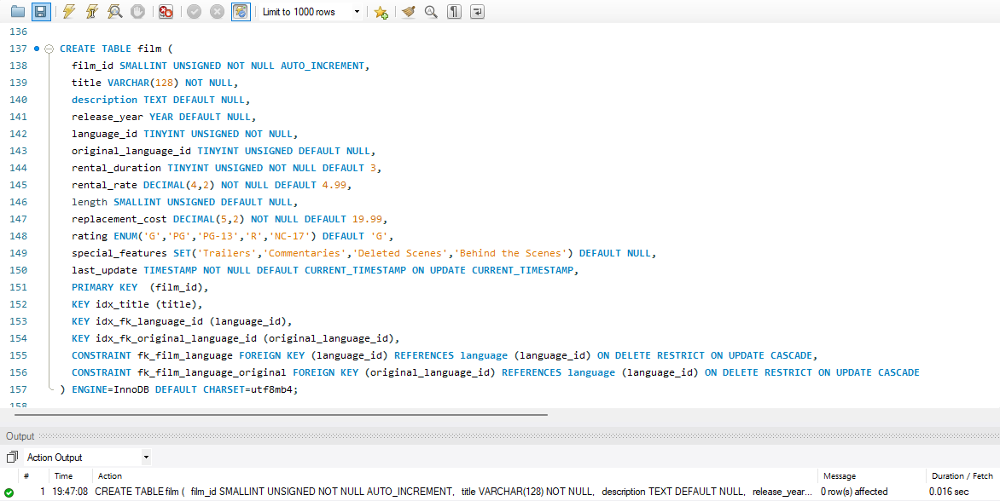 Limit to 1000 rows
136
137 CREATE TABLE film (
138 film_id SMALLINT UNSIGNED NOT NULL AUTO_INCREMENT,
139 title VARCHAR(128) NOT NULL,
140 description TEXT DEFAULT NULL,
141 release_year YEAR DEFAULT NULL,
142 language_id TINYINT UNSIGNED NOT NULL,
143 original_language_id TINYINT UNSIGNED DEFAULT NULL,
144 rental_duration TINYINT UNSIGNED NOT NULL DEFAULT 3,
145 rental_rate DECIMAL(4,2) NOT NULL DEFAULT 4.99,
146 length SMALLINT UNSIGNED DEFAULT NULL,
147 replacement_cost DECIMAL(5,2) NOT NULL DEFAULT 19.99,
148 rating ENUM('G','PG','PG-13','R','NC-17') DEFAULT 'G',
149 special_features SET('Trailers','Commentaries','Deleted Scenes','Behind the Scenes') DEFAULT NULL,
150 last_update TIMESTAMP NOT NULL DEFAULT CURRENT_TIMESTAMP ON UPDATE CURRENT_TIMESTAMP,
151 PRIMARY KEY  (film_id),
152 KEY idx_title (title),
153 KEY idx_fk_language_id (language_id),
154 KEY idx_fk_original_language_id (original_language_id),
155 CONSTRAINT fk_film_language FOREIGN KEY (language_id) REFERENCES language (language_id) ON DELETE RESTRICT ON UPDATE CASCADE,
156 CONSTRAINT fk_film_language_original FOREIGN KEY (original_language_id) REFERENCES language (language_id) ON DELETE RESTRICT ON UPDATE CASCADE
157 ) ENGINE=InnoDB DEFAULT CHARSET=utf8mb4;
158
Output
Action Output
# Time Action Message Duration / Fetch
1 19:47:08 CREATE TABLE film (   film_id SMALLINT UNSIGNED NOT NULL AUTO_INCREMENT,   title VARCHAR(128) NOT NULL,   description TEXT DEFAULT NULL,   release_year... 0 row(s) affected 0.016 sec